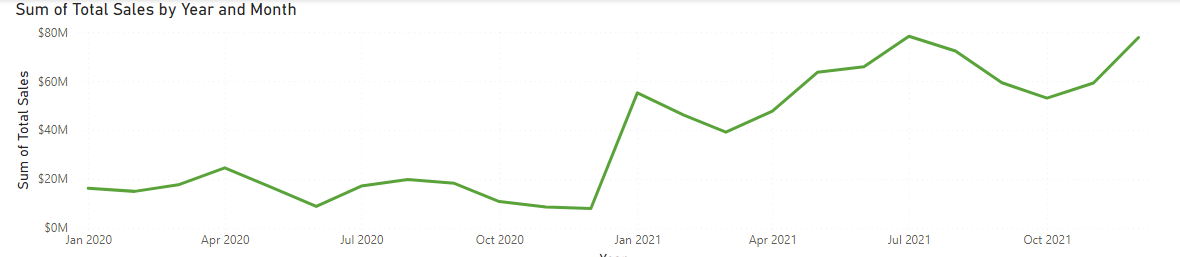 Sum of Total Sales by Year and Month
$80M
$60M
$40M
$20M
$0M
Sum of Total Sales
Jan 2020 Apr 2020 Jul 2020 Oct 2020 Jan 2021 Apr 2021 Jul 2021 Oct 2021